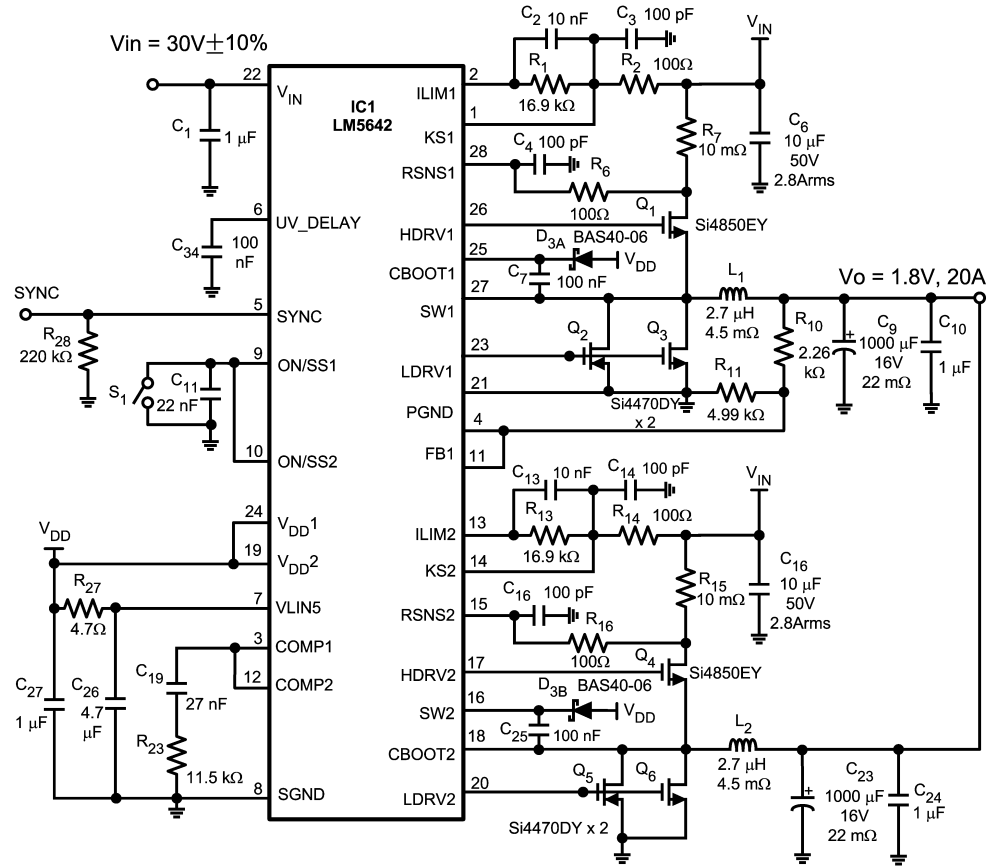 Vin = 30V±10%
22
VIN
C1
1 µF
IC1
LM5642
6
UV_DELAY
C34
100
nF
SYNC
5
SYNC
R28
220 kΩ
9
ON/SS1
S1
C11
22 nF
10
ON/SS2
VDD
24
VDD1
19
VDD2
R27
4.7Ω
7
VLIN5
3
COMP1
12
COMP2
C19
27 nF
C27
1 µF
C26
4.7
µF
R23
11.5 kΩ
8
SGND
2
ILIM1
1
KS1
28
RSNS1
26
HDRV1
25
CBOOT1
27
SW1
23
LDRV1
21
PGND
4
FB1
11
13
ILIM2
14
KS2
15
RSNS2
17
HDRV2
16
SW2
18
CBOOT2
20
LDRV2
C2 10 nF
C3 100 pF
VIN
R1
16.9 kΩ
R2 100Ω
R7
10 mΩ
C6
10 µF
50V
2.8Arms
C4 100 pF
R6
100Ω
Q1
Si4850EY
D3A BAS40-06
VDD
C7 100 nF
L1
2.7 µH
4.5 mΩ
Vo = 1.8V, 20A
Q2
Q3
Si4470DY
x 2
R10
2.26
kΩ
R11
4.99 kΩ
C9
1000 µF
16V
22 mΩ
C10
1 µF
C13 10 nF
C14 100 pF
VIN
R13
16.9 kΩ
R14 100Ω
R15
10 mΩ
C16
10 µF
50V
2.8Arms
C16 100 pF
R16
100Ω
Q4
Si4850EY
D3B BAS40-06
VDD
C25 100 nF
L2
2.7 µH
4.5 mΩ
Q5
Q6
Si4470DY x 2
C23
1000 µF
16V
22 mΩ
C24
1 µF
+
+